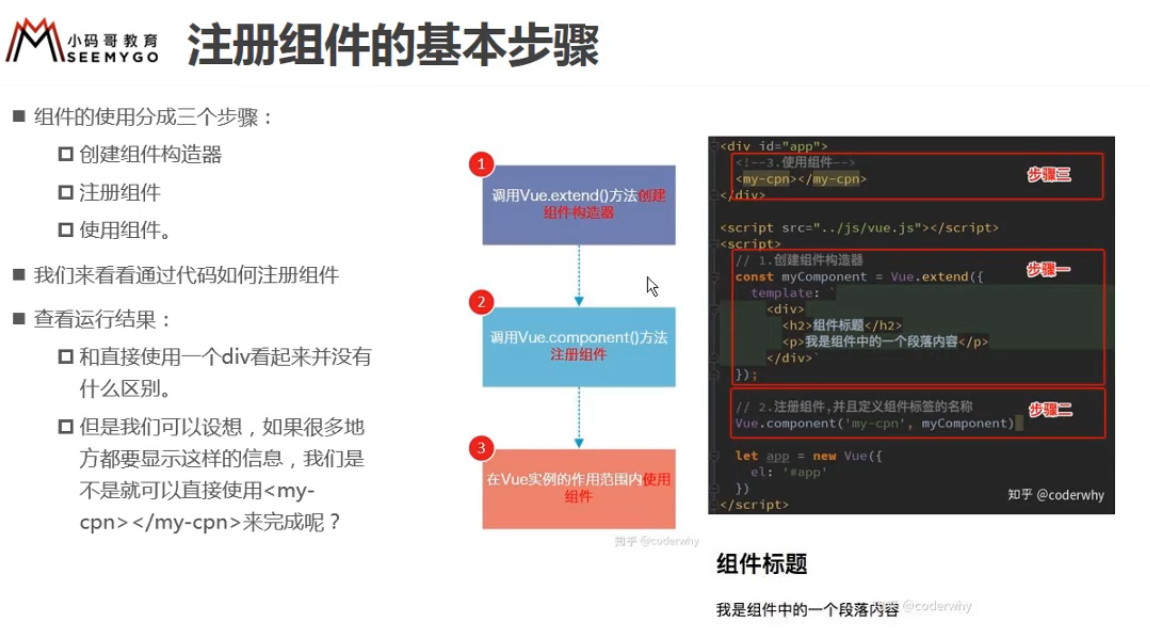 小码哥教育
SEEMYGO
注册组件的基本步骤
组件的使用分成三个步骤：
创建组件构造器
注册组件
使用组件。
我们来看看通过代码如何注册组件
查看运行结果：
和直接使用一个div看起来并没有
什么区别。
但是我们可以设想，如果很多地
方都要显示这样的信息，我们是
不是就可以直接使用<my-
cpn></my-cpn>来完成呢？
1
调用Vue.extend()方法创建
组件构造器
2
调用Vue.component()方法
注册组件
3
在Vue实例的作用范围内使用
组件
知乎 @coderwhy
<div id="app">
<!--3.使用组件-->
步骤三
<my-cpn></my-cpn>
</div>
<script src="../js/vue.js"></script>
<script>
// 1.创建组件构造器
步骤一
const myComponent = Vue.extend({
template: `
<div>
<h2>组件标题</h2>
<p>我是组件中的一个段落内容</p>
</div>`
});
// 2.注册组件,并且定义组件标签的名称
步骤二
Vue.component('my-cpn', myComponent)
let app = new Vue({
el: '#app'
})
</script>
知乎 @coderwhy
组件标题
我是组件中的一个段落内容
知乎 @coderwhy